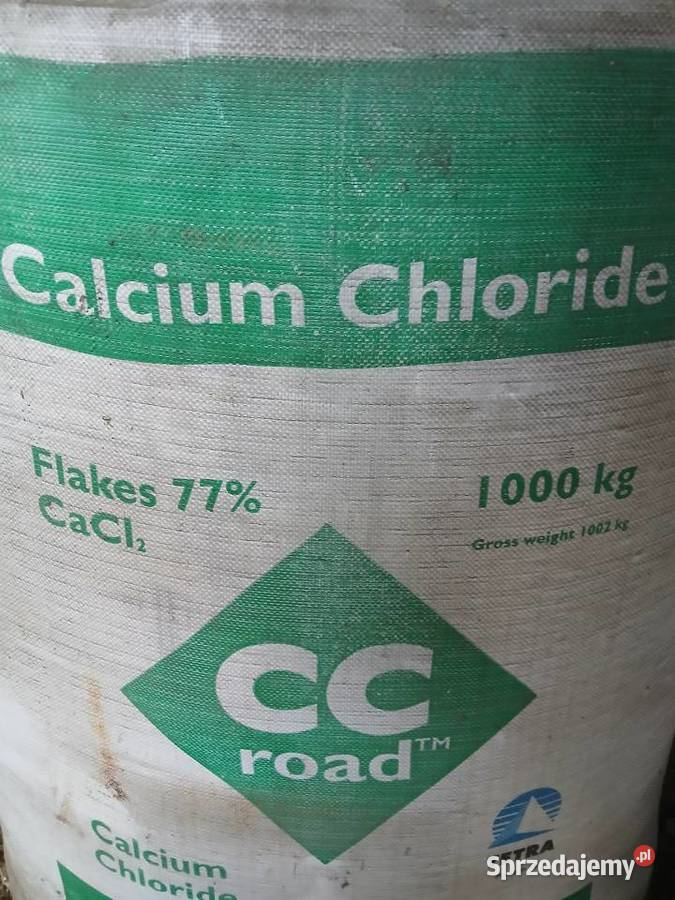 Calcium Chloride
Flakes 77%
CaCl₂
1000 kg
Gross weight 1002 kg
CC
road™
Calcium
Chloride
Sprzedajemy.pl